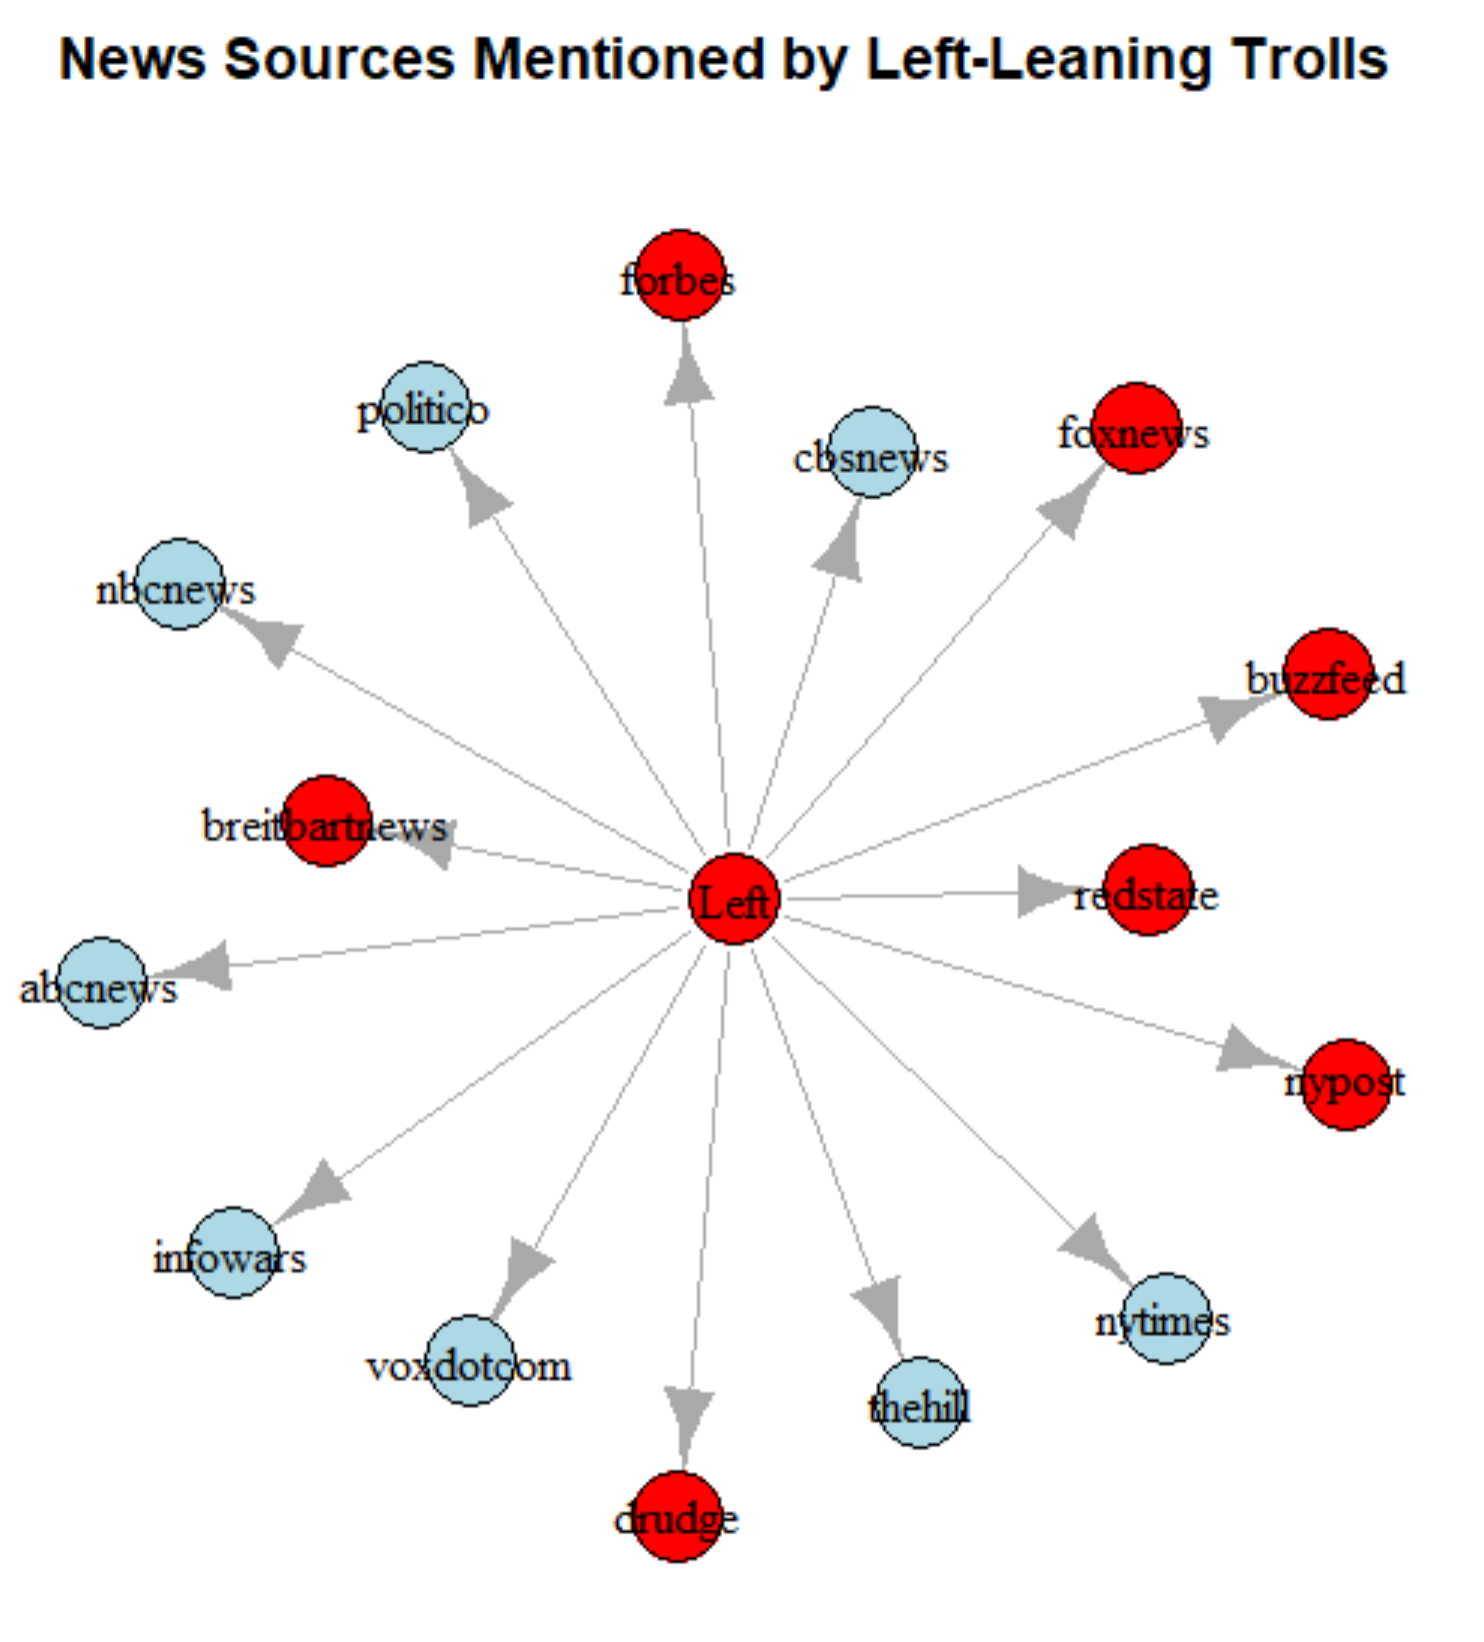 News Sources Mentioned by Left-Leaning Trolls
forbes
politico
cbsnews
foxnews
nbcnews
buzzfeed
breitbartnews
Left
redstate
abcnews
nypost
infowars
voxdotcom
nytimes
thehill
drudge